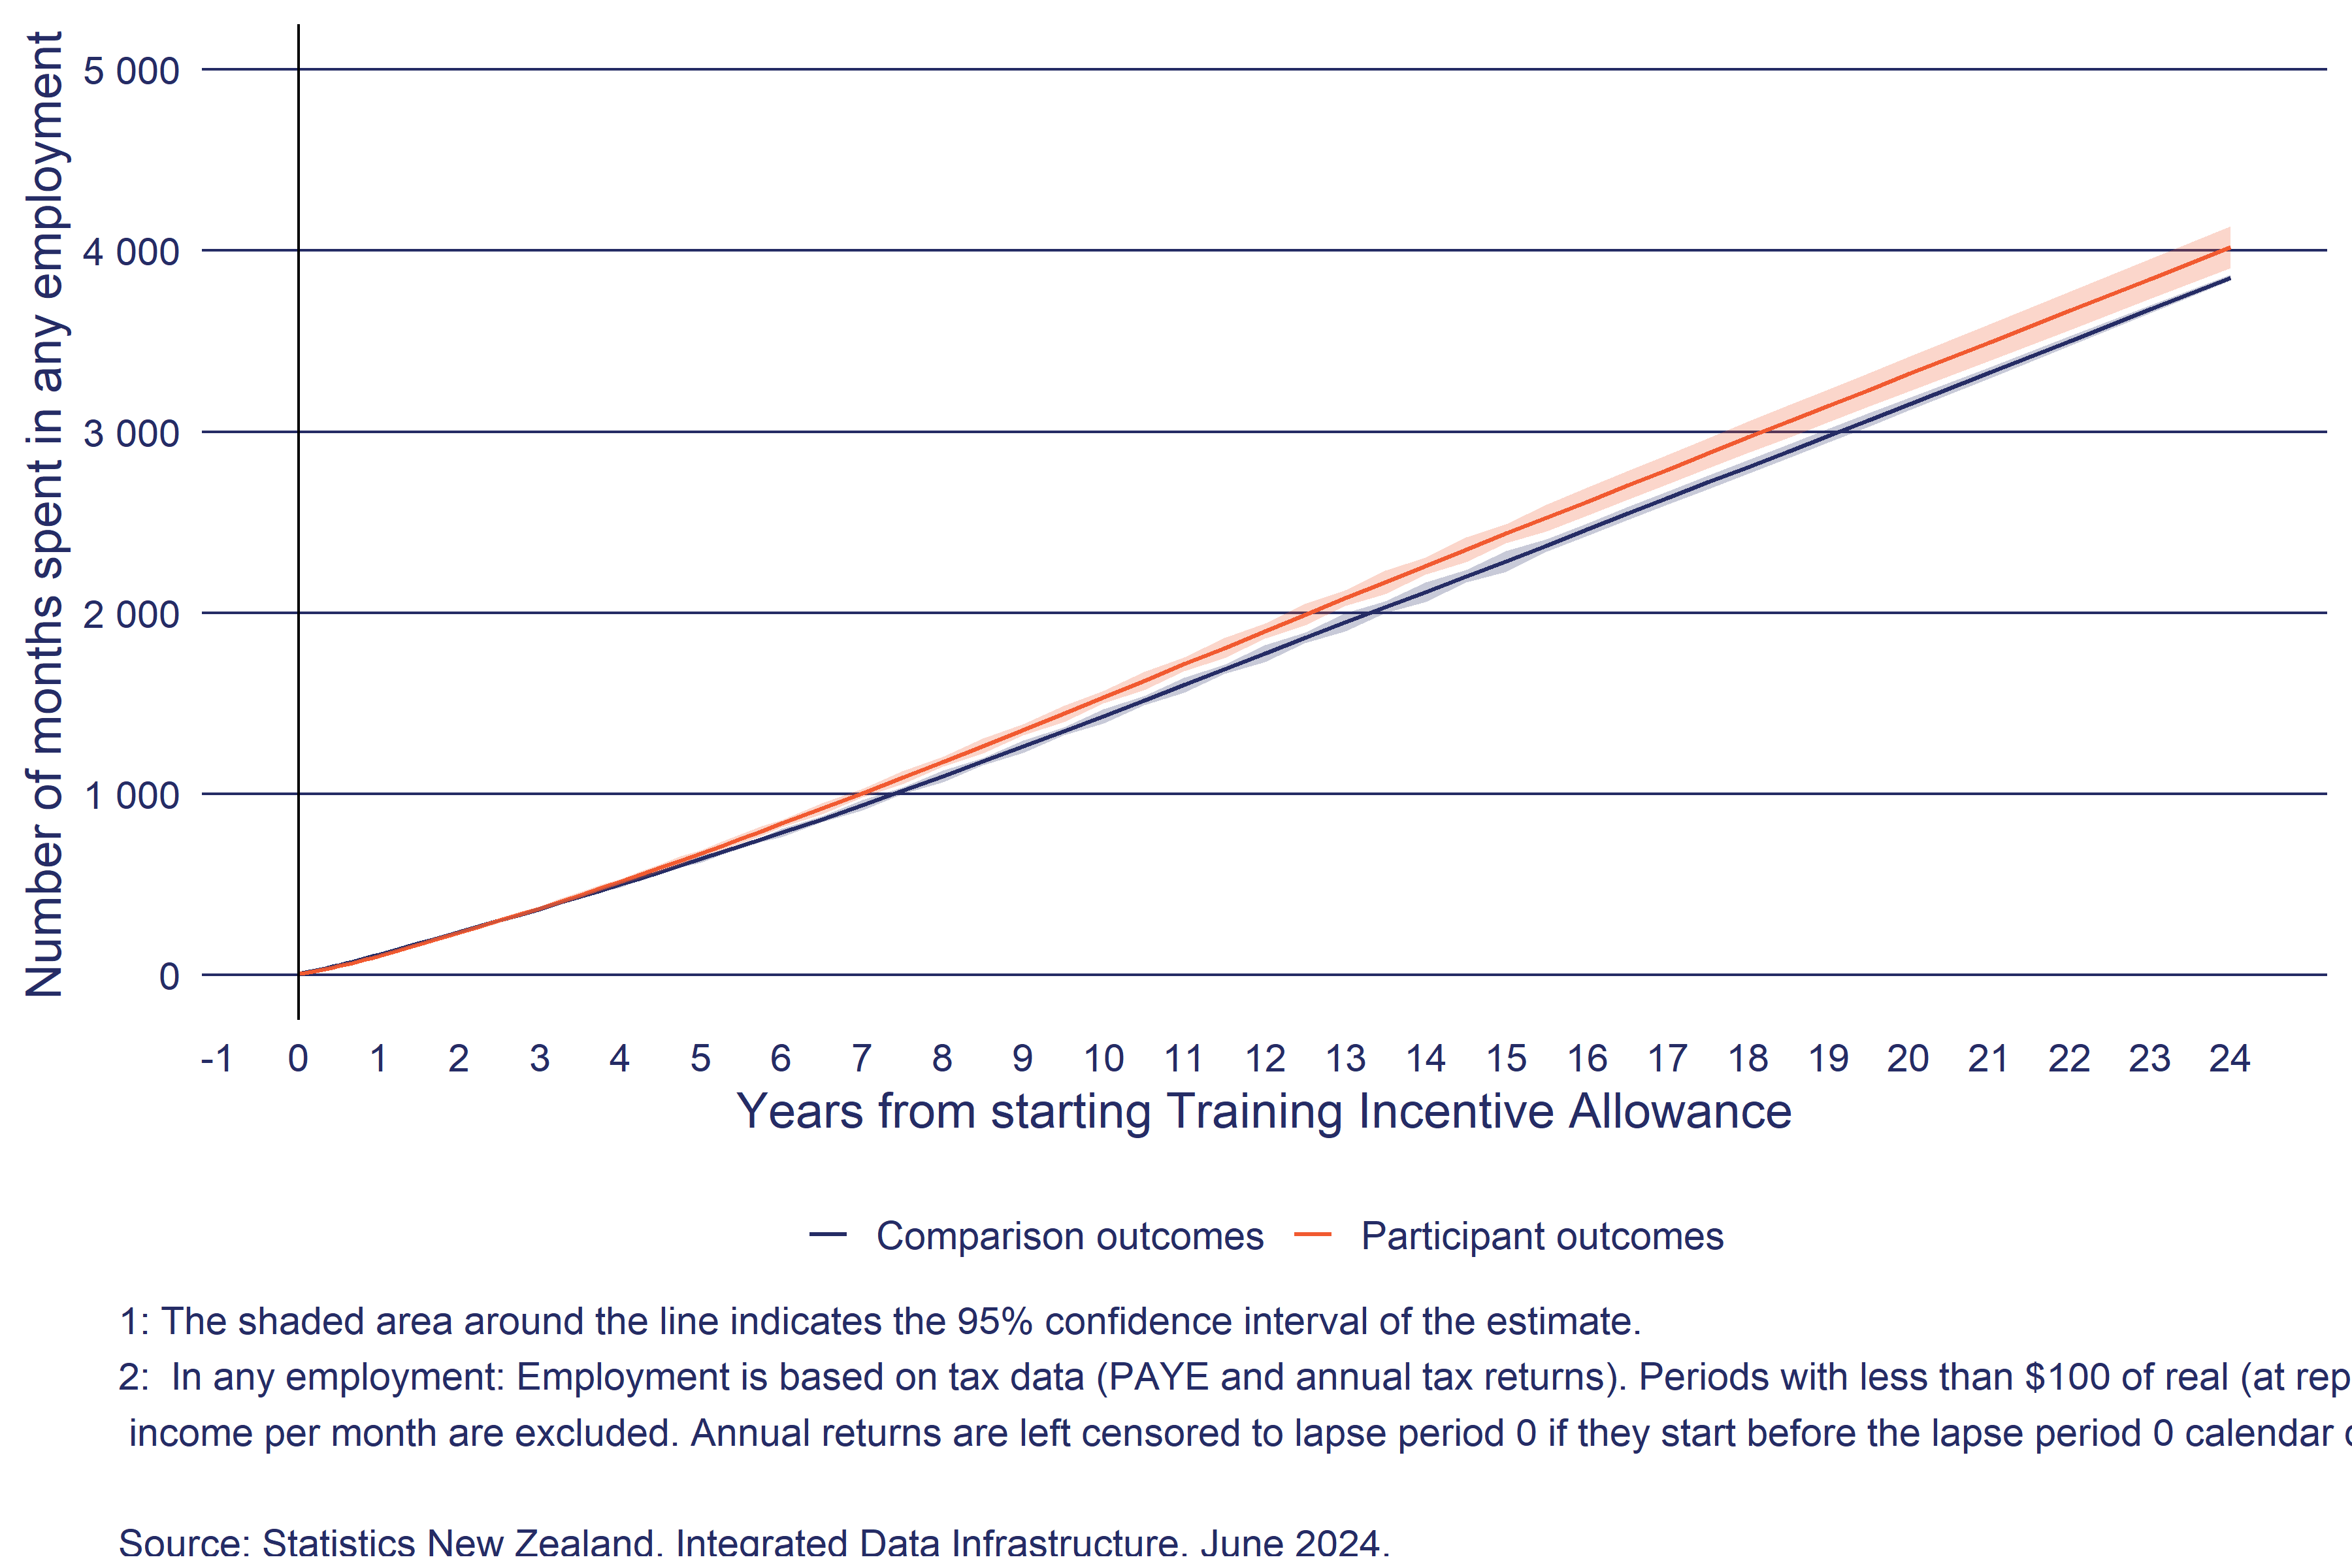 Number of months spent in any employment
5 000
4 000
3 000
2 000
1 000
0
-1 0 1 2 3 4 5 6 7 8 9 10 11 12 13 14 15 16 17 18 19 20 21 22 23 24
Years from starting Training Incentive Allowance
Comparison outcomes Participant outcomes
1: The shaded area around the line indicates the 95% confidence interval of the estimate.
2: In any employment: Employment is based on tax data (PAYE and annual tax returns). Periods with less than $100 of real (at
income per month are excluded. Annual returns are left censored to lapse period 0 if they start before the lapse period 0 calendar
Source: Statistics New Zealand. Integrated Data Infrastructure. June 2024.